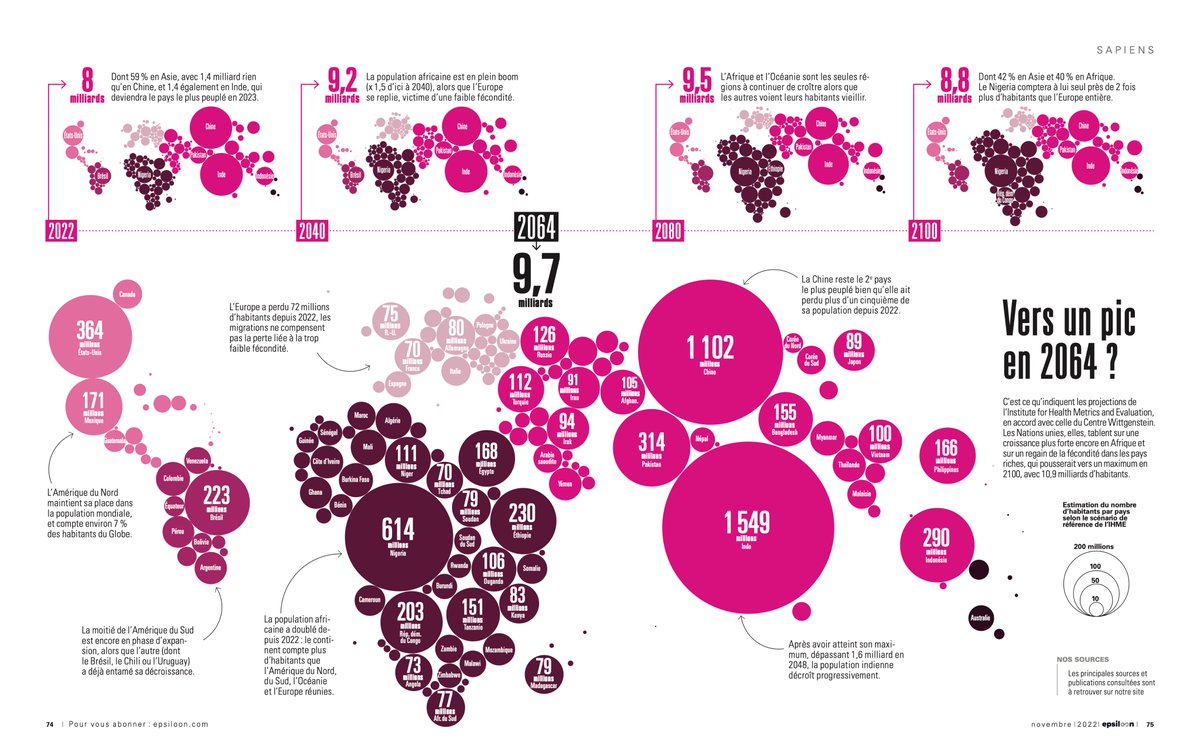 SAPIENS
8
milliards
Dont 59 % en Asie, avec 1,4 milliard rien
qu'en Chine, et 1,4 également en Inde, qui
deviendra le pays le plus peuplé en 2023.
États-Unis
Brésil
Nigeria
Chine
Pakistan
Inde
Indonésie
2022
9,2
milliards
La population africaine est en plein boom
(x 1,5 d'ici à 2040), alors que l'Europe
se replie, victime d'une faible fécondité.
États-Unis
Brésil
Nigeria
Chine
Pakistan
Inde
Indonésie
2040
2064
9,7
milliards
9,5
milliards
L'Afrique et l'Océanie sont les seules ré-
gions à continuer de croître alors que
les autres voient leurs habitants vieillir.
États-Unis
Nigeria
Éthiopie
Chine
Pakistan
Inde
Indonésie
2080
8,8
milliards
Dont 42 % en Asie et 40 % en Afrique.
Le Nigeria comptera à lui seul près de 2 fois
plus d'habitants que l'Europe entière.
États-Unis
Nigeria
Rép. dém.
du Congo
Chine
Pakistan
Inde
Indonésie
2100
Vers un pic
en 2064 ?
C'est ce qu'indiquent les projections de
l'Institute for Health Metrics and Evaluation,
en accord avec celle du Centre Wittgenstein.
Les Nations unies, elles, tablent sur une
croissance plus forte encore en Afrique et
sur un regain de la fécondité dans les pays
riches, qui pousserait vers un maximum en
2100, avec 10,9 milliards d'habitants.
Estimation du nombre
d'habitants par pays
selon le scénario de
référence de l'IHME
200 millions
100
50
10
Canada
364
millions
États-Unis
171
millions
Mexique
Guatemala
L'Amérique du Nord
maintient sa place dans
la population mondiale,
et compte environ 7 %
des habitants du Globe.
Venezuela
Colombie
223
millions
Brésil
Équateur
Pérou
Bolivie
Argentine
La moitié de l'Amérique du Sud
est encore en phase d'expan-
sion, alors que l'autre (dont
le Brésil, le Chili ou l'Uruguay)
a déjà entamé sa décroissance.
L'Europe a perdu 72 millions
d'habitants depuis 2022, les
migrations ne compensent
pas la perte liée à la trop
faible fécondité.
75
millions
R.-U.
70
millions
France
80
millions
Allemagne
Pologne
Ukraine
Italie
Espagne
126
millions
Russie
112
millions
Turquie
91
millions
Iran
105
millions
Afghan.
94
millions
Irak
Arabie
saoudite
Yémen
Maroc
Algérie
Sénégal
Guinée
Mali
Côte d'Ivoire
Burkina Faso
Ghana
Bénin
111
millions
Niger
70
millions
Tchad
168
millions
Égypte
79
millions
Soudan
230
millions
Éthiopie
614
millions
Nigeria
Soudan
du Sud
Rwanda
106
millions
Ouganda
Somalie
Burundi
Cameroun
203
millions
Rép. dém.
du Congo
151
millions
Tanzanie
83
millions
Kenya
Zambie
Malawi
Mozambique
73
millions
Angola
Zimbabwe
77
millions
Afr. du Sud
79
millions
Madagascar
La population afri-
caine a doublé de-
puis 2022 : le conti-
nent compte plus
d'habitants que
l'Amérique du Nord,
du Sud, l'Océanie
et l'Europe réunies.
La Chine reste le 2e pays
le plus peuplé bien qu'elle ait
perdu plus d'un cinquième de
sa population depuis 2022.
1 102
millions
Chine
Corée
du Nord
Corée
du Sud
89
millions
Japon
314
millions
Pakistan
Népal
155
millions
Bangladesh
Myanmar
100
millions
Vietnam
Thaïlande
Malaisie
166
millions
Philippines
1 549
millions
Inde
290
millions
Indonésie
Australie
Après avoir atteint son maxi-
mum, dépassant 1,6 milliard en
2048, la population indienne
décroît progressivement.
NOS SOURCES
Les principales sources et
publications consultées sont
à retrouver sur notre site
74 | Pour vous abonner : epsiloon.com
novembre | 2022 | epsiloon | 75